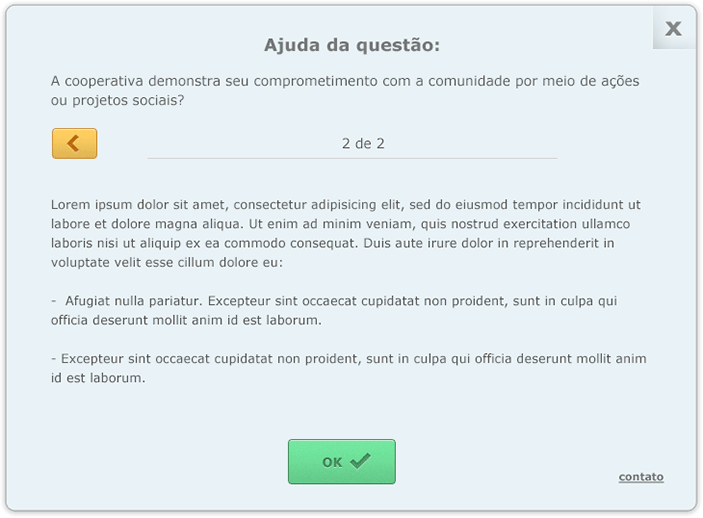 X
Ajuda da questão:
A cooperativa demonstra seu comprometimento com a comunidade por meio de ações
ou projetos sociais?
2 de 2
Lorem ipsum dolor sit amet, consectetur adipisicing elit, sed do eiusmod tempor incididunt ut
labore et dolore magna aliqua. Ut enim ad minim veniam, quis nostrud exercitation ullamco
laboris nisi ut aliquip ex ea commodo consequat. Duis aute irure dolor in reprehenderit in
voluptate velit esse cillum dolore eu:
- Afugiat nulla pariatur. Excepteur sint occaecat cupidatat non proident, sunt in culpa qui
officia deserunt mollit anim id est laborum.
- Excepteur sint occaecat cupidatat non proident, sunt in culpa qui officia deserunt mollit anim
id est laborum.
OK
contato